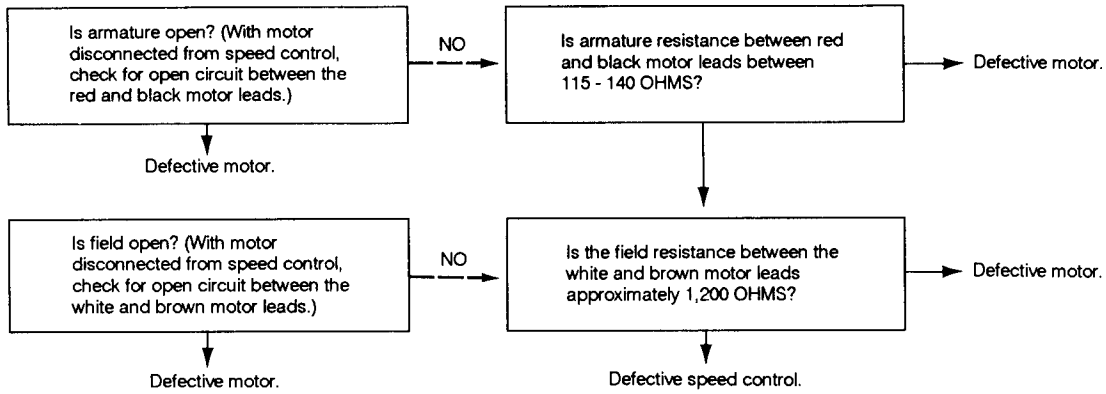 Is armature open? (With motor
disconnected from speed control,
check for open circuit between the
red and black motor leads.)
NO
Is armature resistance between red
and black motor leads between
115 - 140 OHMS?
Defective motor.
Defective motor.
Is field open? (With motor
disconnected from speed control,
check for open circuit between the
white and brown motor leads.)
NO
Is the field resistance between the
white and brown motor leads
approximately 1,200 OHMS?
Defective motor.
Defective motor.
Defective speed control.